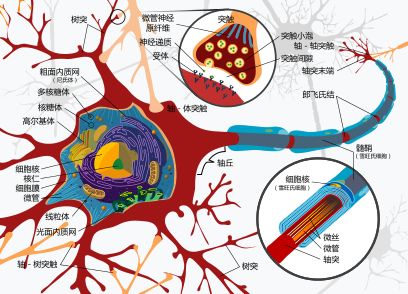 树突
微管神经
原纤维
突触
神经递质
受体
突触小泡
轴 - 轴突触
突触间隙
轴突末端
粗面内质网
(尼氏体)
多核糖体
核糖体
高尔基体
轴 - 体突触
郎飞氏结
髓鞘
(雪旺氏细胞)
轴丘
细胞核
核仁
细胞膜
微管
线粒体
光面内质网
轴 - 树突触
树突
细胞核
(雪旺氏细胞)
微丝
微管
轴突